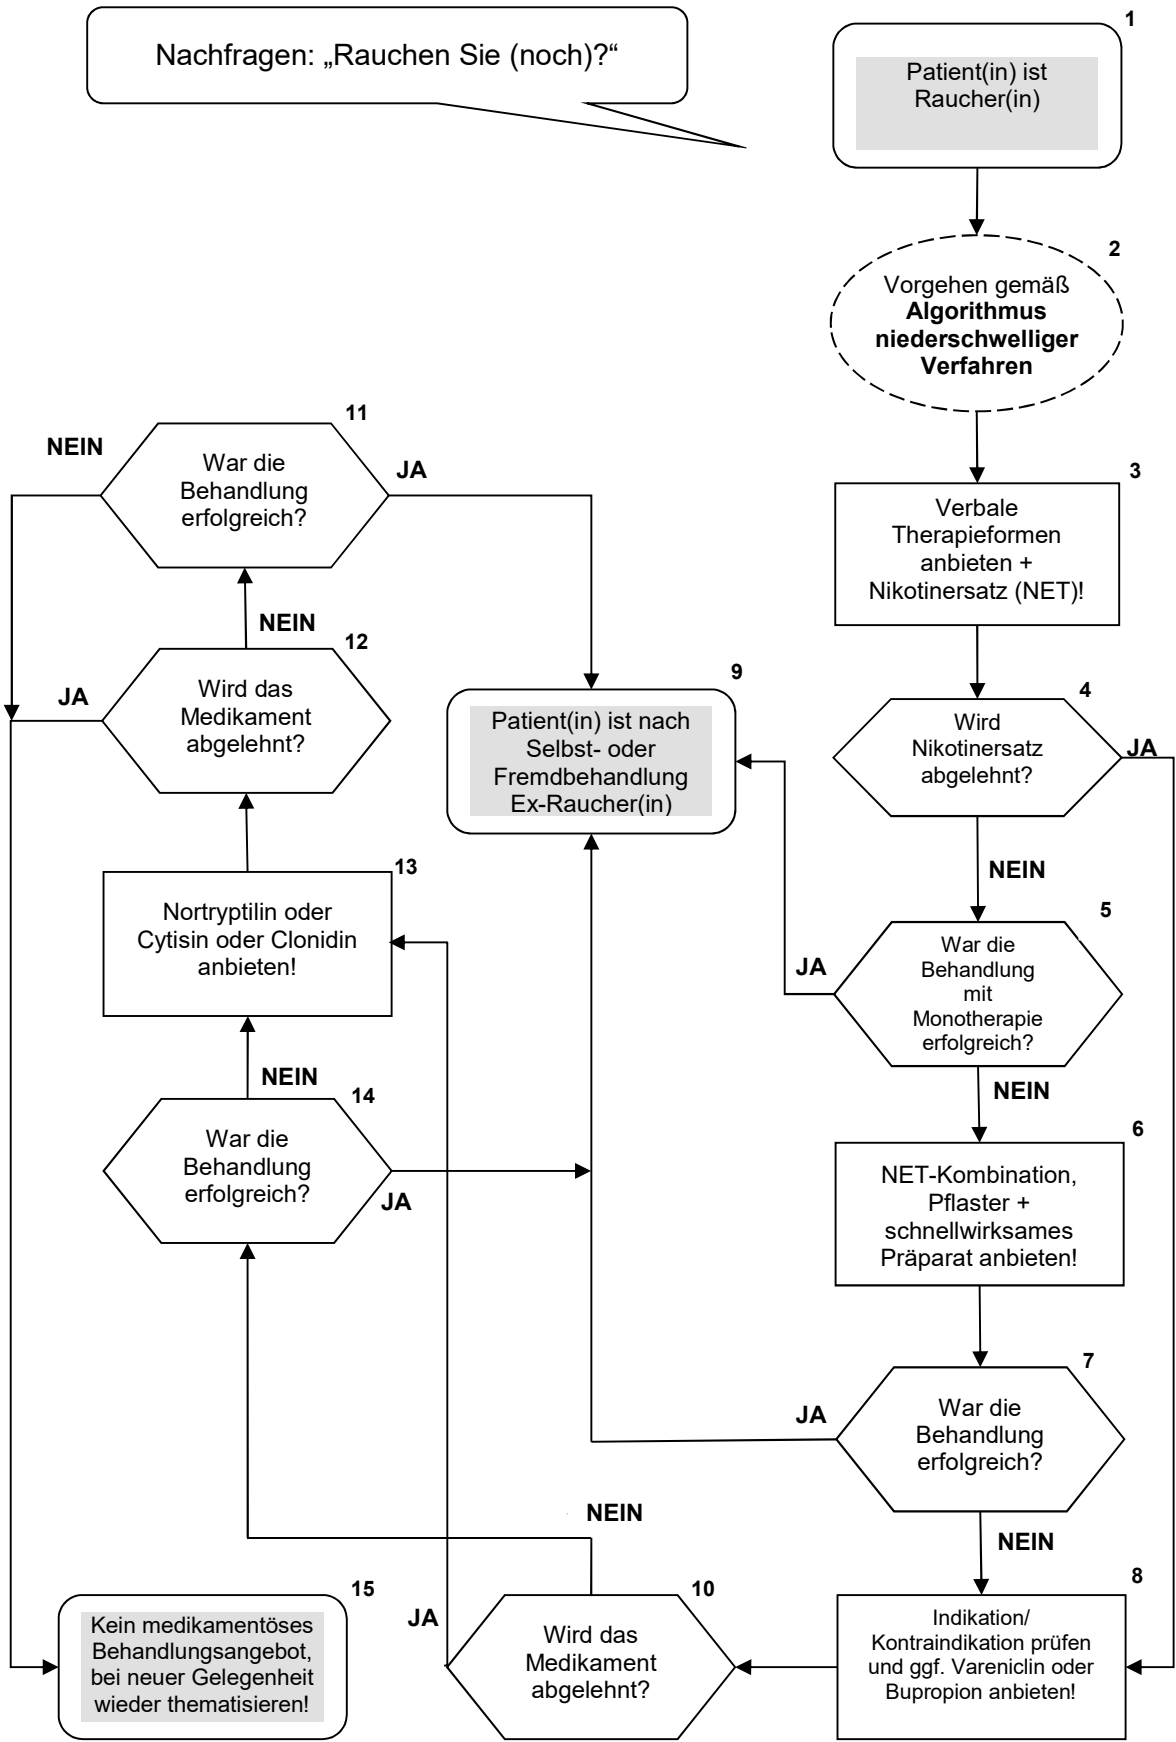 Nachfragen: „Rauchen Sie (noch)?“
1
Patient(in) ist
Raucher(in)
2
Vorgehen gemäß
Algorithmus
niederschwelliger
Verfahren
3
Verbale
Therapieformen
anbieten +
Nikotinersatz (NET)!
4
Wird
Nikotinersatz
abgelehnt?
JA
NEIN
5
War die
Behandlung
mit
Monotherapie
erfolgreich?
JA
NEIN
6
NET-Kombination,
Pflaster +
schnellwirksames
Präparat anbieten!
7
War die
Behandlung
erfolgreich?
JA
NEIN
8
Indikation/
Kontraindikation prüfen
und ggf. Vareniclin oder
Bupropion anbieten!
9
Patient(in) ist nach
Selbst- oder
Fremdbehandlung
Ex-Raucher(in)
10
Wird das
Medikament
abgelehnt?
JA
NEIN
11
War die
Behandlung
erfolgreich?
NEIN
JA
12
Wird das
Medikament
abgelehnt?
JA
NEIN
13
Nortryptilin oder
Cytisin oder Clonidin
anbieten!
14
War die
Behandlung
erfolgreich?
NEIN
JA
15
Kein medikamentöses
Behandlungsangebot,
bei neuer Gelegenheit
wieder thematisieren!